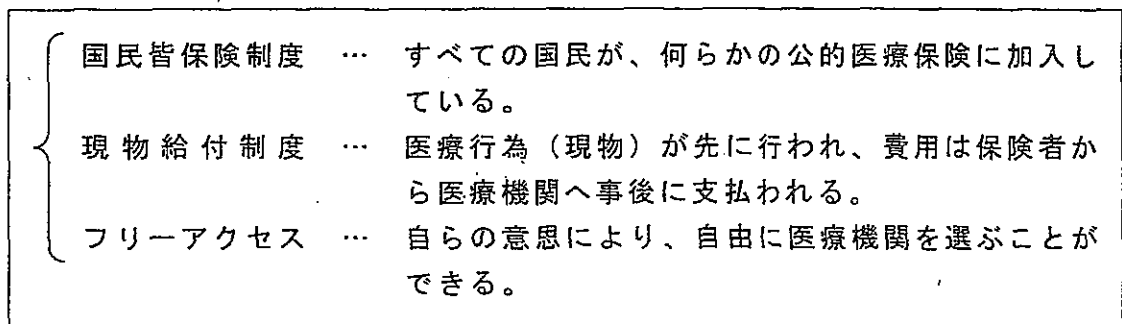 国民皆保険制度 … すべての国民が、何らかの公的医療保険に加入し
ている。
現物給付制度 … 医療行為（現物）が先に行われ、費用は保険者か
ら医療機関へ事後に支払われる。
フリーアクセス … 自らの意思により、自由に医療機関を選ぶことが
できる。